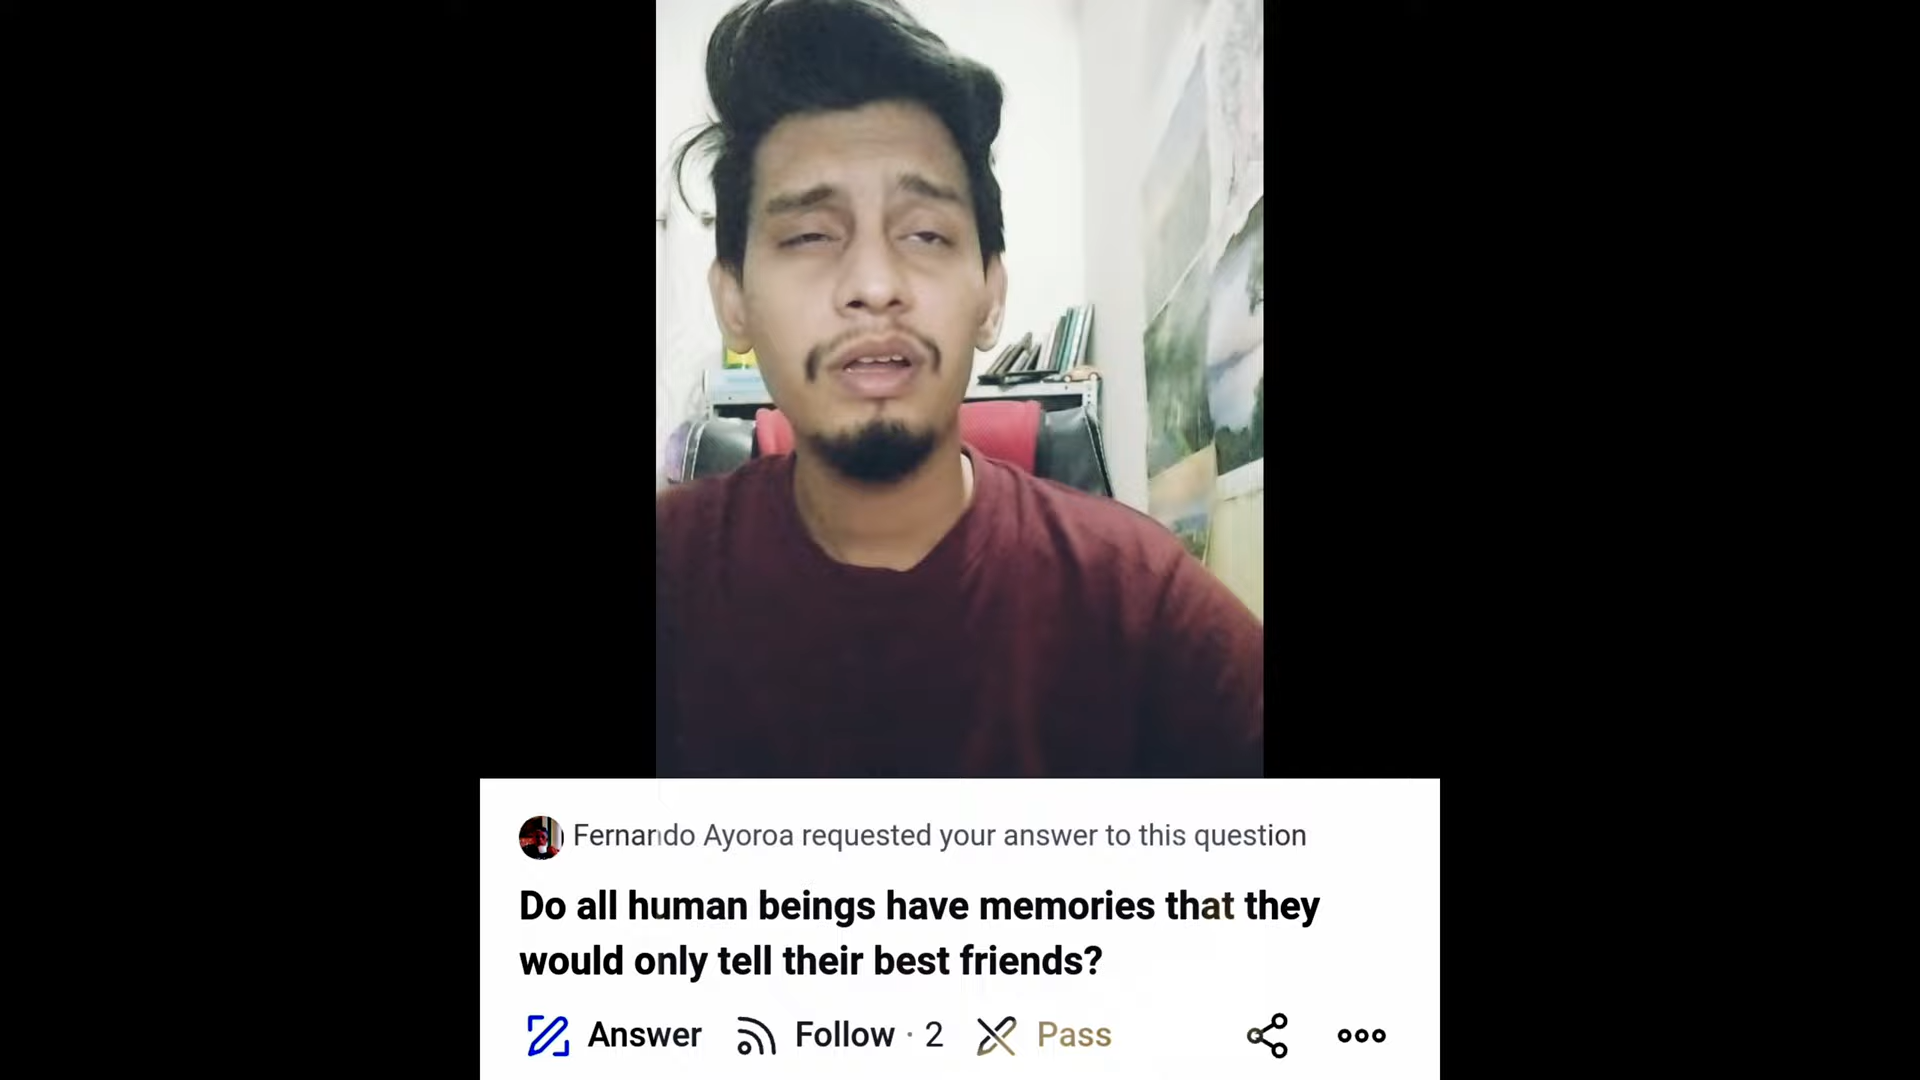 Fernando Ayoroa requested your answer to this question
Do all human beings have memories that they
would only tell their best friends?
Answer Follow · 2 Pass